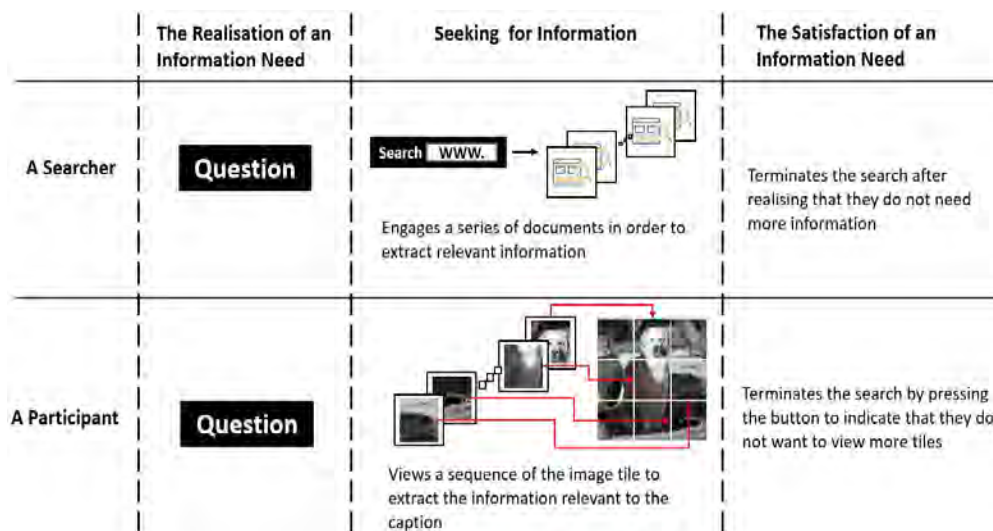 The Realisation of an
Information Need
Seeking for Information
The Satisfaction of an
Information Need
A Searcher
Question
Search WWW.
Engages a series of documents in order to
extract relevant information
Terminates the search after
realising that they do not need
more information
A Participant
Question
Views a sequence of the image tile to
extract the information relevant to the
caption
Terminates the search by pressing
the button to indicate that they do
not want to view more tiles